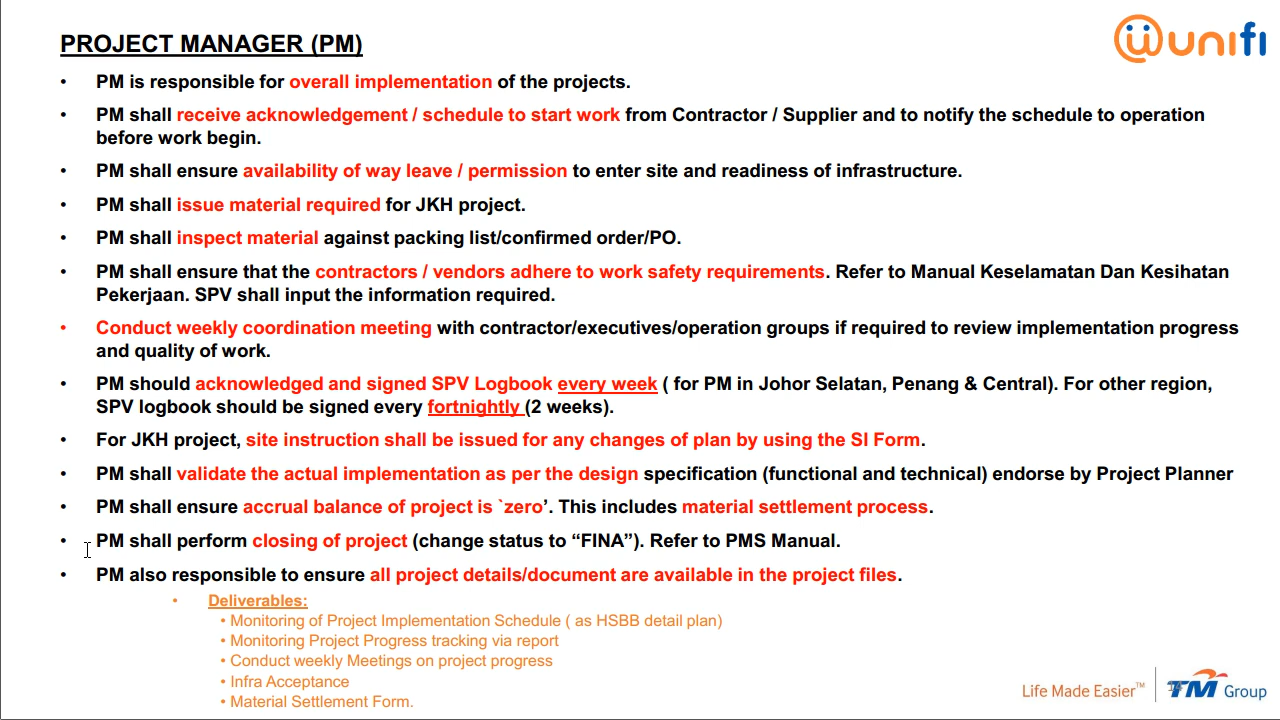 PROJECT MANAGER (PM)
unifi
• PM is responsible for overall implementation of the projects.
• PM shall receive acknowledgement / schedule to start work from Contractor / Supplier and to notify the schedule to operation
before work begin.
• PM shall ensure availability of way leave / permission to enter site and readiness of infrastructure.
• PM shall issue material required for JKH project.
• PM shall inspect material against packing list/confirmed order/PO.
• PM shall ensure that the contractors / vendors adhere to work safety requirements. Refer to Manual Keselamatan Dan Kesihatan
Pekerjaan. SPV shall input the information required.
• Conduct weekly coordination meeting with contractor/executives/operation groups if required to review implementation progress
and quality of work.
• PM should acknowledged and signed SPV Logbook every week ( for PM in Johor Selatan, Penang & Central). For other region,
SPV logbook should be signed every fortnightly (2 weeks).
• For JKH project, site instruction shall be issued for any changes of plan by using the SI Form.
• PM shall validate the actual implementation as per the design specification (functional and technical) endorse by Project Planner
• PM shall ensure accrual balance of project is `zero’. This includes material settlement process.
• PM shall perform closing of project (change status to “FINA”). Refer to PMS Manual.
• PM also responsible to ensure all project details/document are available in the project files.
• Deliverables:
• Monitoring of Project Implementation Schedule ( as HSBB detail plan)
• Monitoring Project Progress tracking via report
• Conduct weekly Meetings on project progress
• Infra Acceptance
• Material Settlement Form.
Life Made Easier™ TM Group